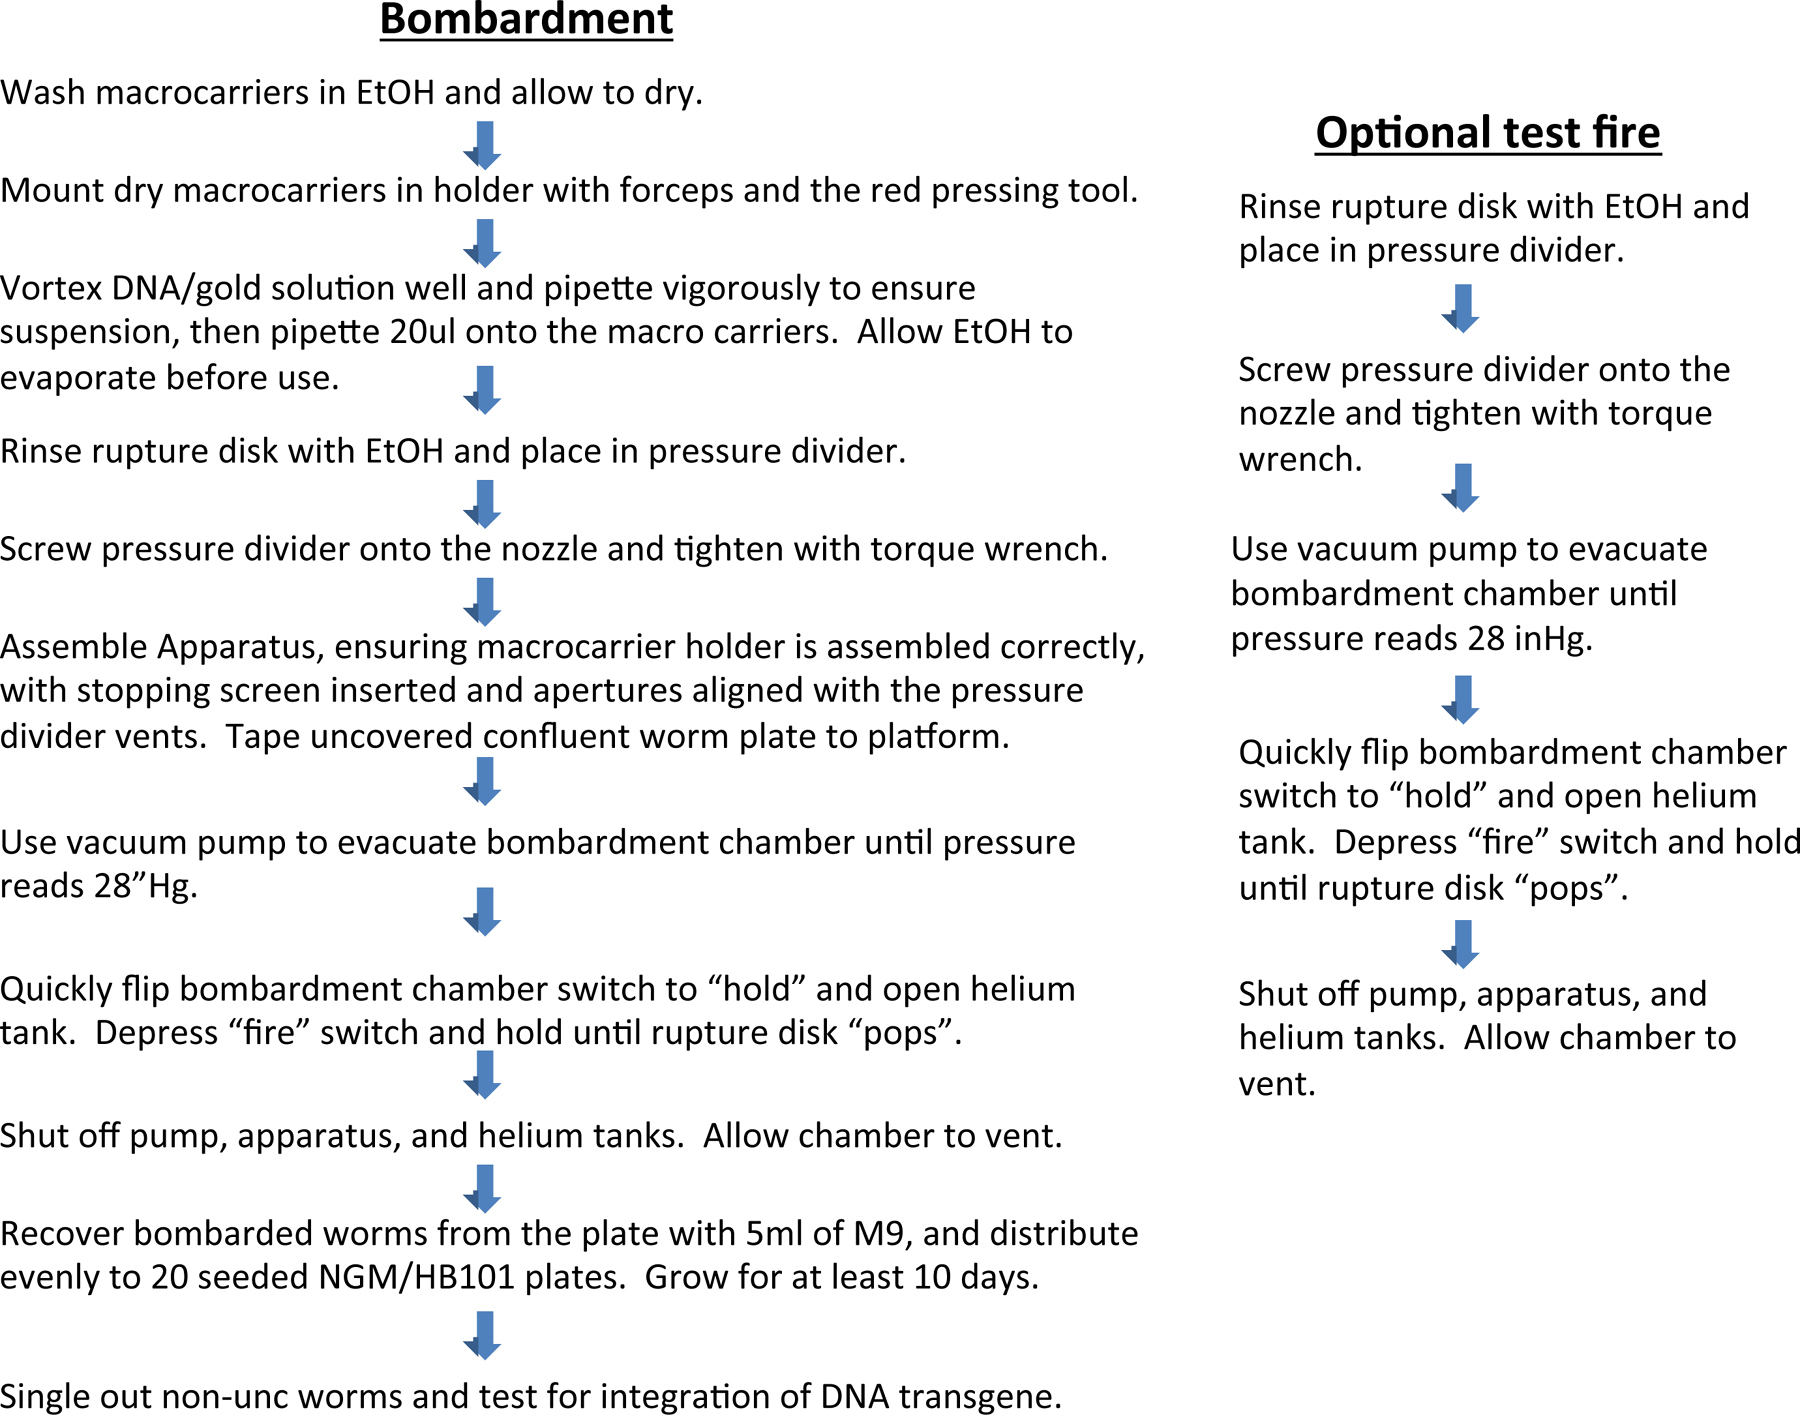 Bombardment
Wash macrocarriers in EtOH and allow to dry.
Mount dry macrocarriers in holder with forceps and the red pressing tool.
Vortex DNA/gold solution well and pipette vigorously to ensure
suspension, then pipette 20ul onto the macro carriers.  Allow EtOH to
evaporate before use.
Rinse rupture disk with EtOH and place in pressure divider.
Screw pressure divider onto the nozzle and tighten with torque wrench.
Assemble Apparatus, ensuring macrocarrier holder is assembled correctly,
with stopping screen inserted and apertures aligned with the pressure
divider vents.  Tape uncovered confluent worm plate to platform.
Use vacuum pump to evacuate bombardment chamber until pressure
reads 28”Hg.
Quickly flip bombardment chamber switch to “hold” and open helium
tank.  Depress “fire” switch and hold until rupture disk “pops”.
Shut off pump, apparatus, and helium tanks.  Allow chamber to vent.
Recover bombarded worms from the plate with 5ml of M9, and distribute
evenly to 20 seeded NGM/HB101 plates.  Grow for at least 10 days.
Single out non-unc worms and test for integration of DNA transgene.
Optional test fire
Rinse rupture disk with EtOH and
place in pressure divider.
Screw pressure divider onto the
nozzle and tighten with torque
wrench.
Use vacuum pump to evacuate
bombardment chamber until
pressure reads 28 inHg.
Quickly flip bombardment chamber
switch to “hold” and open helium
tank.  Depress “fire” switch and hold
until rupture disk “pops”.
Shut off pump, apparatus, and
helium tanks.  Allow chamber to
vent.